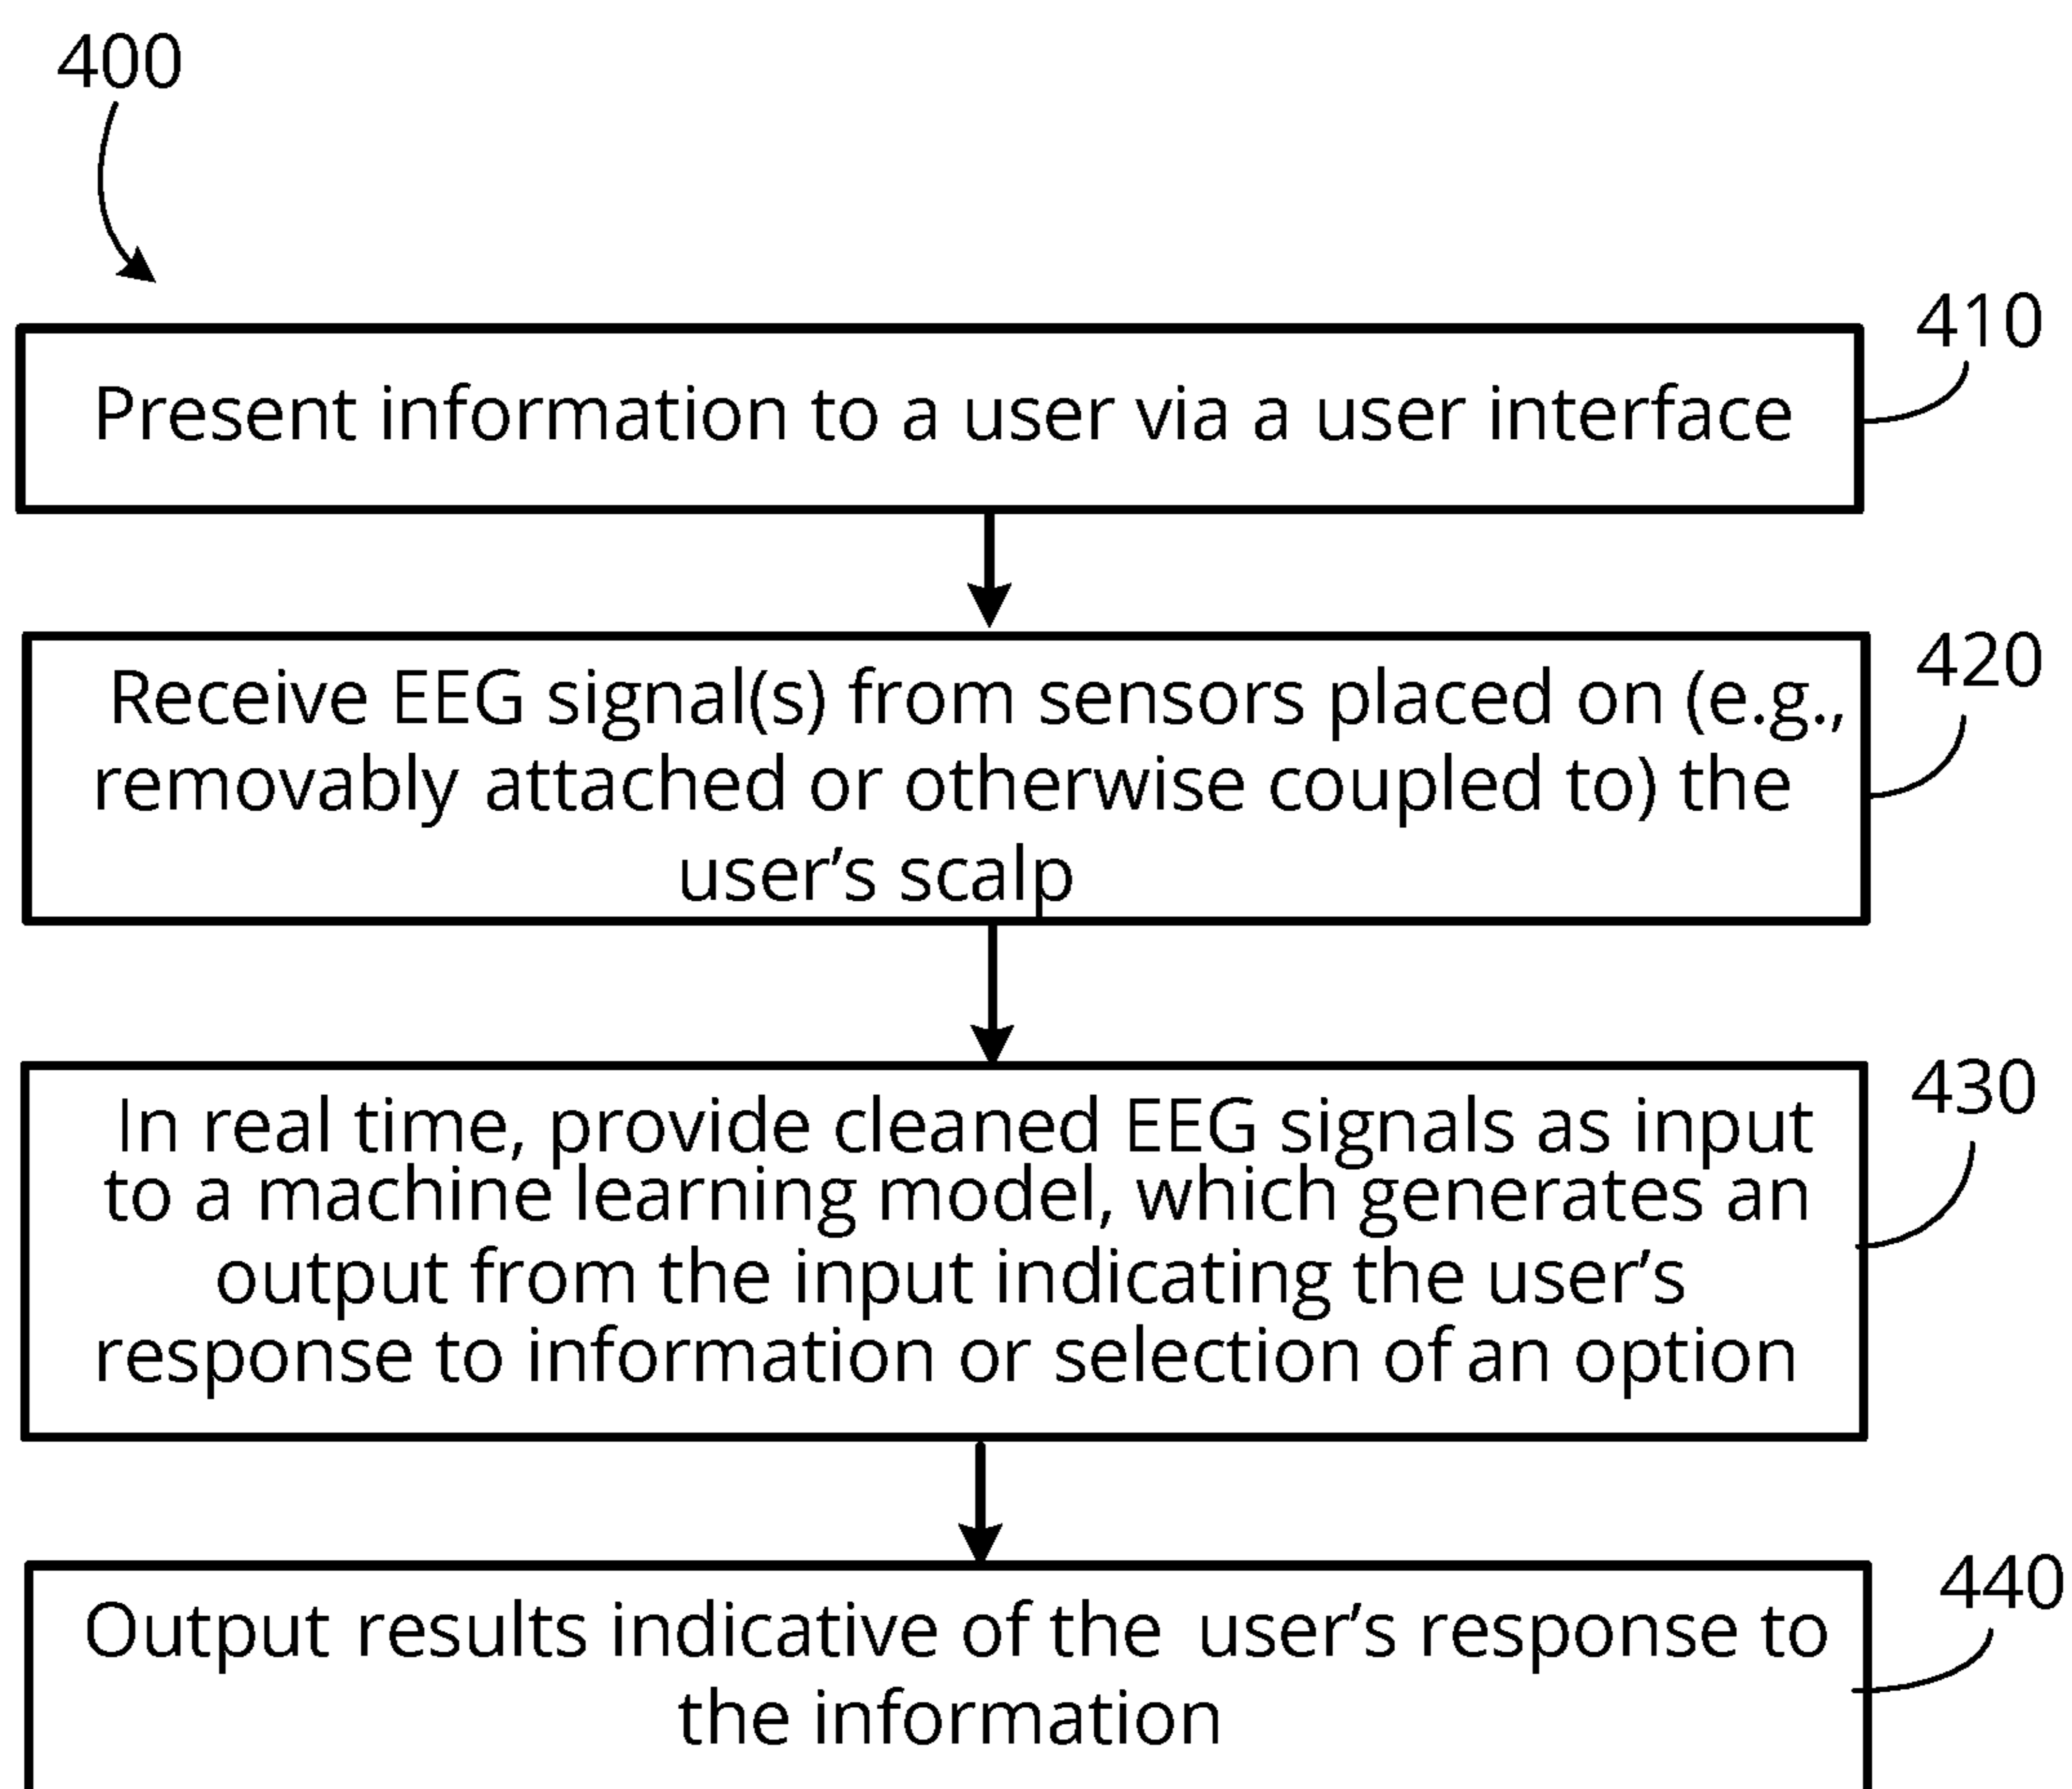 400
410
Present information to a user via a user interface
420
Receive EEG signal(s) from sensors placed on (e.g.,
removably attached or otherwise coupled to) the
user’s scalp
430
In real time, provide cleaned EEG signals as input
to a machine learning model, which generates an
output from the input indicating the user’s
response to information or selection of an option
440
Output results indicative of the user’s response to
the information